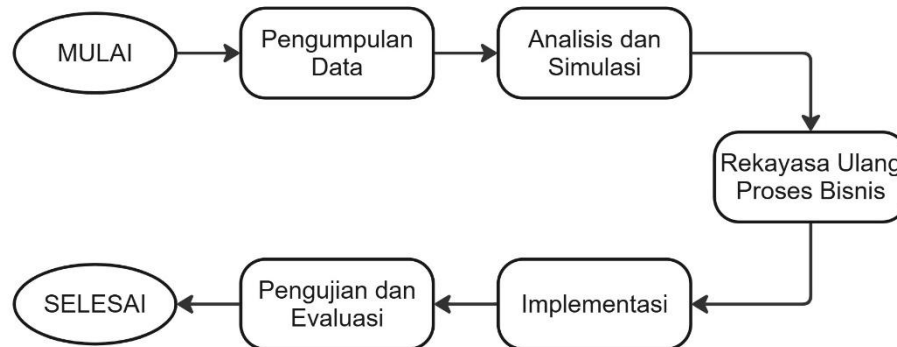 MULAI
Pengumpulan
Data
Analisis dan
Simulasi
Rekayasa Ulang
Proses Bisnis
Implementasi
Pengujian dan
Evaluasi
SELESAI